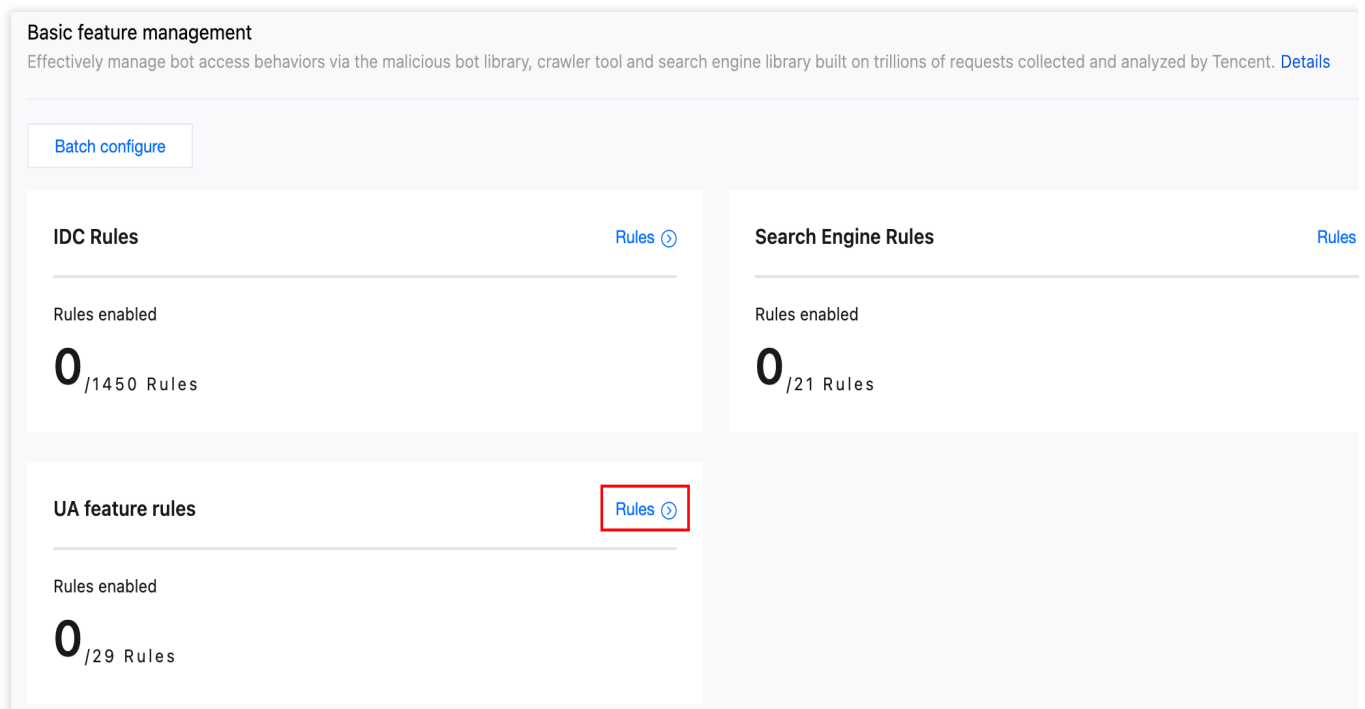 Basic feature management
Effectively manage bot access behaviors via the malicious bot library, crawler tool and search engine library built on trillions of requests collected and analyzed by Tencent. Details
Batch configure
IDC Rules
Rules
Rules enabled
0/1450 Rules
Search Engine Rules
Rules
Rules enabled
0/21 Rules
UA feature rules
Rules
Rules enabled
0/29 Rules